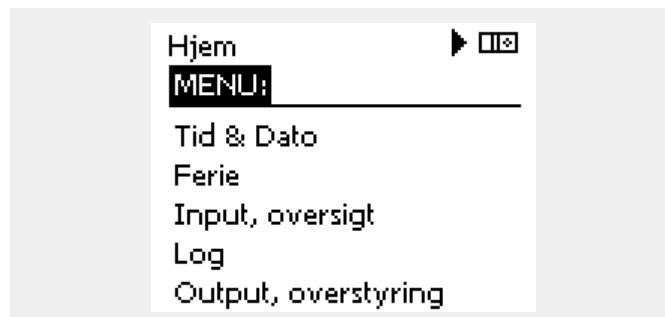 Hjem
MENU:
Tid & Dato
Ferie
Input, oversigt
Log
Output, overstyring